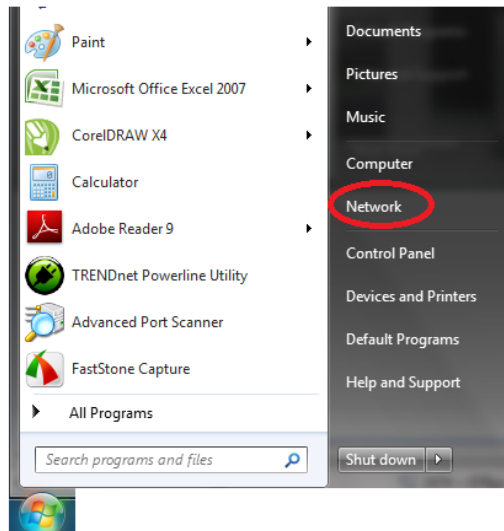 Paint
Microsoft Office Excel 2007
CorelDRAW X4
Calculator
Adobe Reader 9
TRENDnet Powerline Utility
Advanced Port Scanner
FastStone Capture
All Programs
Search programs and files
Documents
Pictures
Music
Computer
Network
Control Panel
Devices and Printers
Default Programs
Help and Support
Shut down